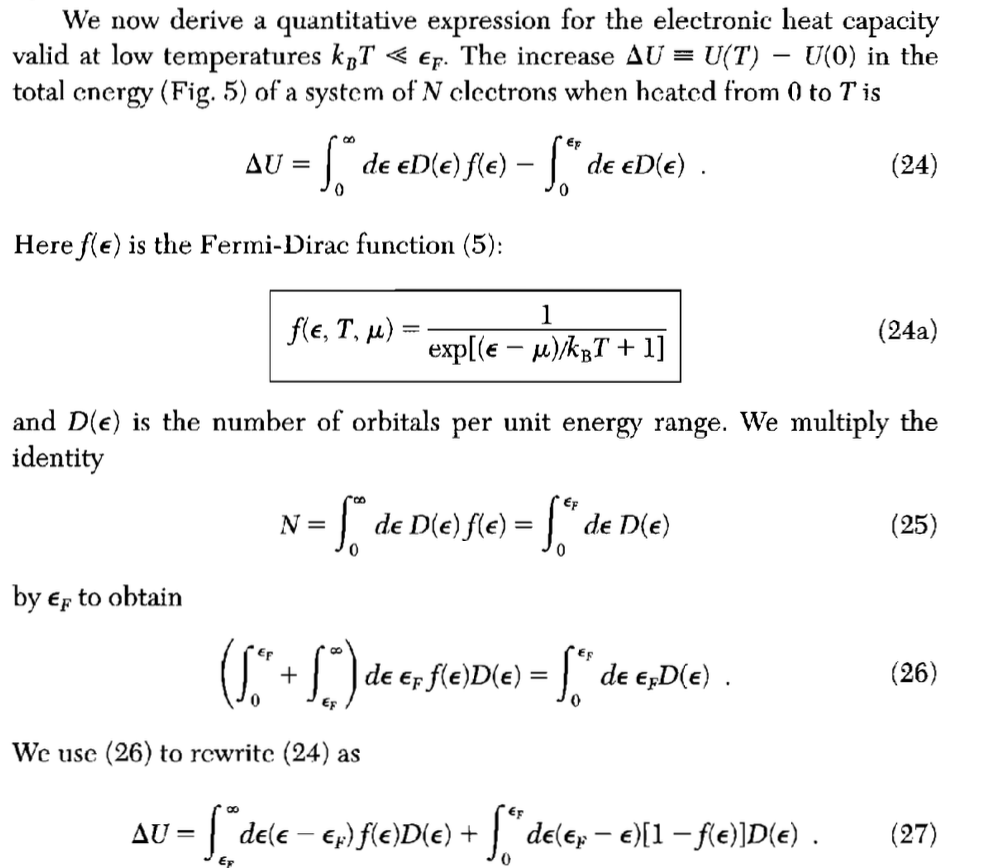 We now derive a quantitative expression for the electronic heat capacity
valid at low temperatures k_BT ≪ ϵ_F. The increase ΔU ≡ U(T) − U(0) in the
total energy (Fig. 5) of a system of N electrons when heated from 0 to T is
ΔU = ∫_0^∞ dϵ ϵD(ϵ) f(ϵ) − ∫_0^{ϵ_F} dϵ ϵD(ϵ) . (24)
Here f(ϵ) is the Fermi-Dirac function (5):
f(ϵ, T, μ) = 1 / exp[(ϵ − μ)/k_BT + 1] (24a)
and D(ϵ) is the number of orbitals per unit energy range. We multiply the
identity
N = ∫_0^∞ dϵ D(ϵ) f(ϵ) = ∫_0^{ϵ_F} dϵ D(ϵ) (25)
by ϵ_F to obtain
(∫_0^{ϵ_F} + ∫_{ϵ_F}^∞) dϵ ϵ_F f(ϵ)D(ϵ) = ∫_0^{ϵ_F} dϵ ϵ_F D(ϵ) . (26)
We use (26) to rewrite (24) as
ΔU = ∫_{ϵ_F}^∞ dϵ(ϵ − ϵ_F) f(ϵ)D(ϵ) + ∫_0^{ϵ_F} dϵ(ϵ_F − ϵ)[1 − f(ϵ)]D(ϵ) . (27)